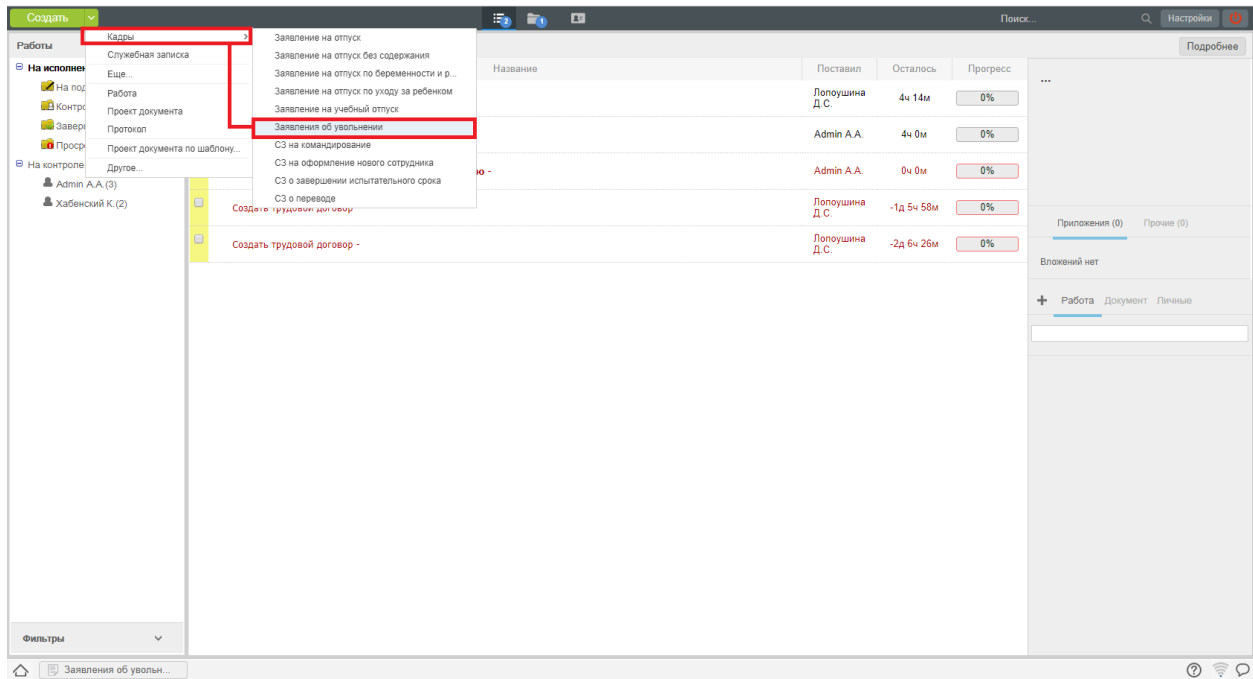 Создать
2
1
Поиск...
Настройки
Работы
Подробнее
Кадры
Служебная записка
Еще...
Работа
Проект документа
Протокол
Проект документа по шаблону...
Другое...
Заявление на отпуск
Заявление на отпуск без содержания
Заявление на отпуск по беременности и р...
Заявление на отпуск по уходу за ребенком
Заявление на учебный отпуск
Заявления об увольнении
СЗ на командирование
СЗ на оформление нового сотрудника
СЗ о завершении испытательного срока
СЗ о переводе
На исполнен
На под
Контро
Завер
Проср
На контроле
Admin A.A.(3)
Хабенский К.(2)
Название Поставил Осталось Прогресс
Лопоушина Д.С. 4ч 14м 0%
Admin A.A. 4ч 0м 0%
ю - Admin A.A. 0ч 0м 0%
Создать трудовой договор Лопоушина Д.С. -1д 5ч 58м 0%
Создать трудовой договор - Лопоушина Д.С. -2д 6ч 26м 0%
...
Приложения (0) Прочие (0)
Вложений нет
+ Работа Документ Личные
Фильтры
Заявления об увольн...
?